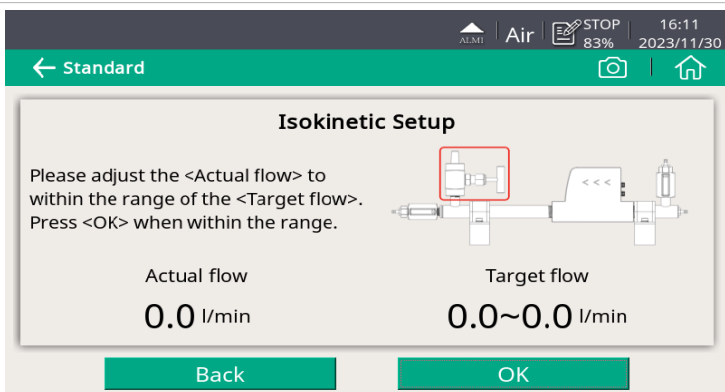 ALMI Air STOP 16:11
83% 2023/11/30
← Standard
Isokinetic Setup
Please adjust the <Actual flow> to
within the range of the <Target flow>.
Press <OK> when within the range.
< < <
Actual flow
Target flow
0.0 l/min
0.0~0.0 l/min
Back
OK